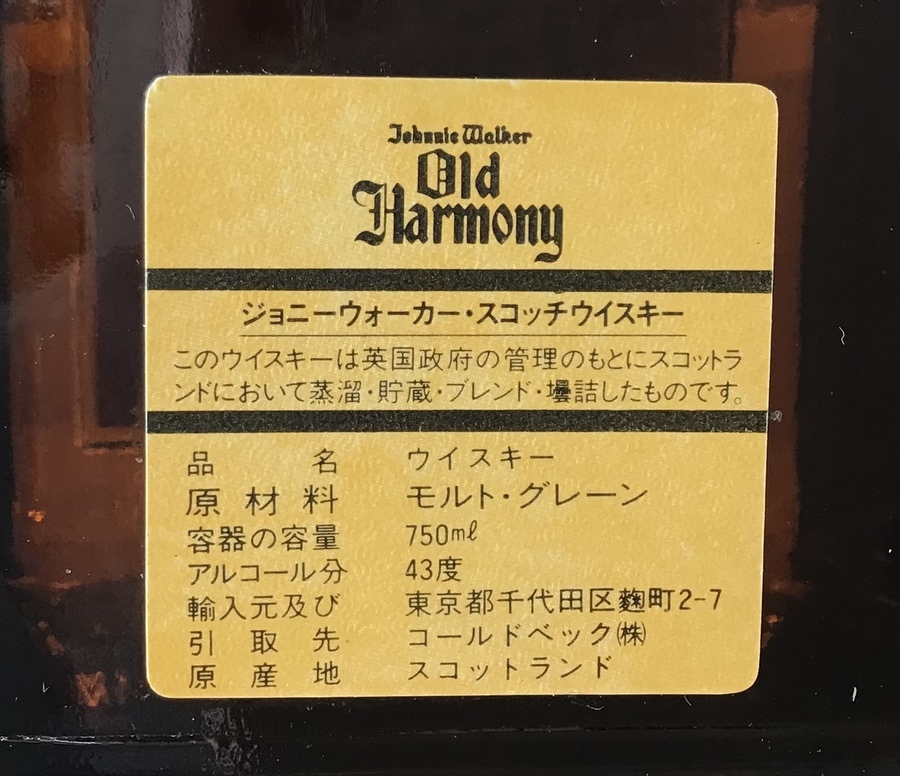 Johnnie Walker
Old
Harmony
ジョニーウォーカー・スコッチウイスキー
このウイスキーは英国政府の管理のもとにスコットラ
ンドにおいて蒸溜・貯蔵・ブレンド・壜詰したものです。
品名 ウイスキー
原材料 モルト・グレーン
容器の容量 750mℓ
アルコール分 43度
輸入元及び 東京都千代田区麹町2-7
引取先 コールドベック㈱
原産地 スコットランド